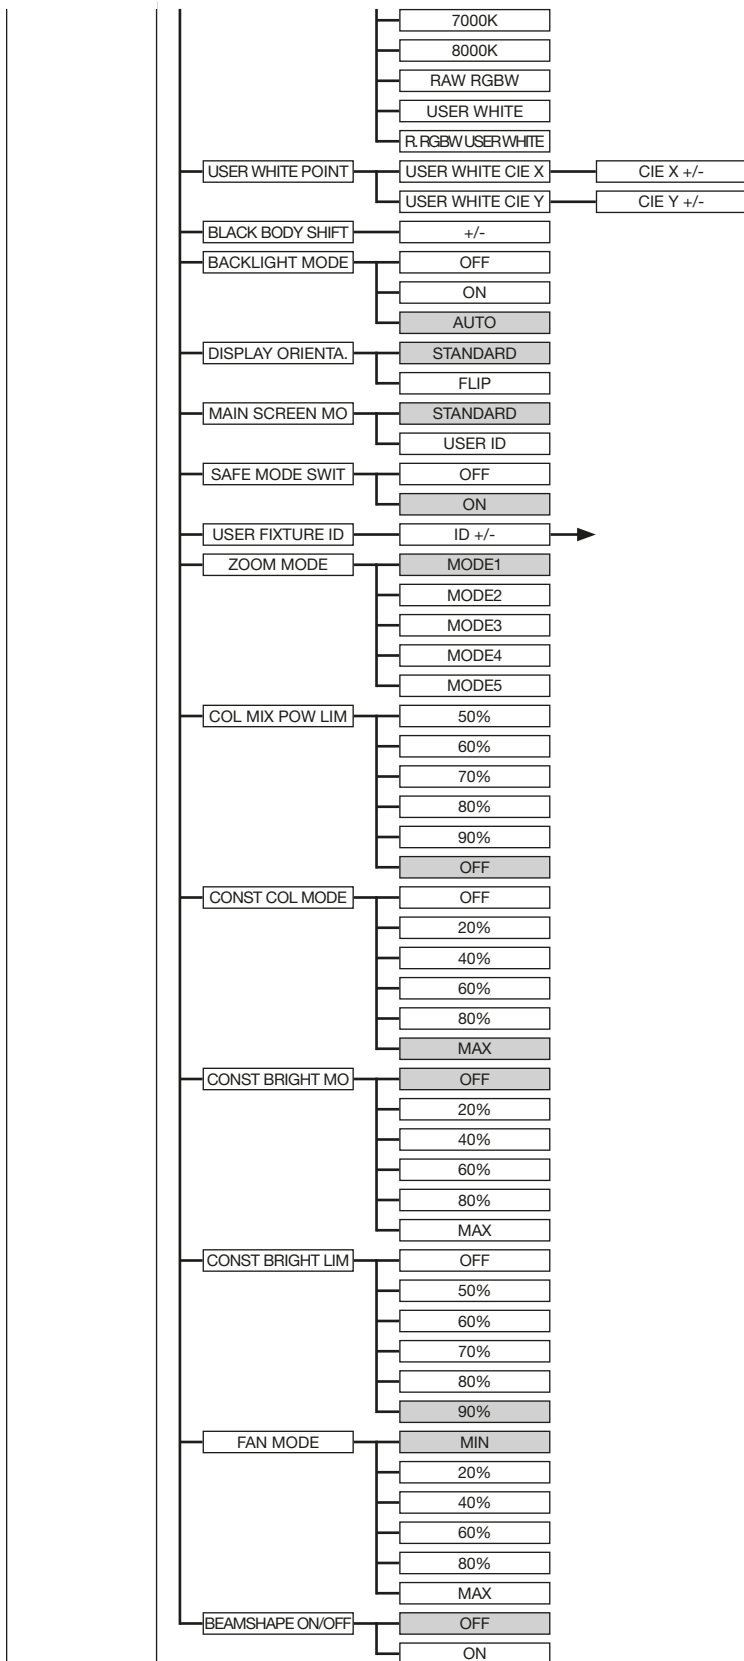 7000K
8000K
RAW RGBW
USER WHITE
R. RGBW USER WHITE
USER WHITE POINT USER WHITE CIE X CIE X +/-
USER WHITE CIE Y CIE Y +/-
BLACK BODY SHIFT +/-
BACKLIGHT MODE OFF
ON
AUTO
DISPLAY ORIENTA. STANDARD
FLIP
MAIN SCREEN MO STANDARD
USER ID
SAFE MODE SWIT OFF
ON
USER FIXTURE ID ID +/-
ZOOM MODE MODE1
MODE2
MODE3
MODE4
MODE5
COL MIX POW LIM 50%
60%
70%
80%
90%
OFF
CONST COL MODE OFF
20%
40%
60%
80%
MAX
CONST BRIGHT MO OFF
20%
40%
60%
80%
MAX
CONST BRIGHT LIM OFF
50%
60%
70%
80%
90%
FAN MODE MIN
20%
40%
60%
80%
MAX
BEAMSHAPE ON/OFF OFF
ON